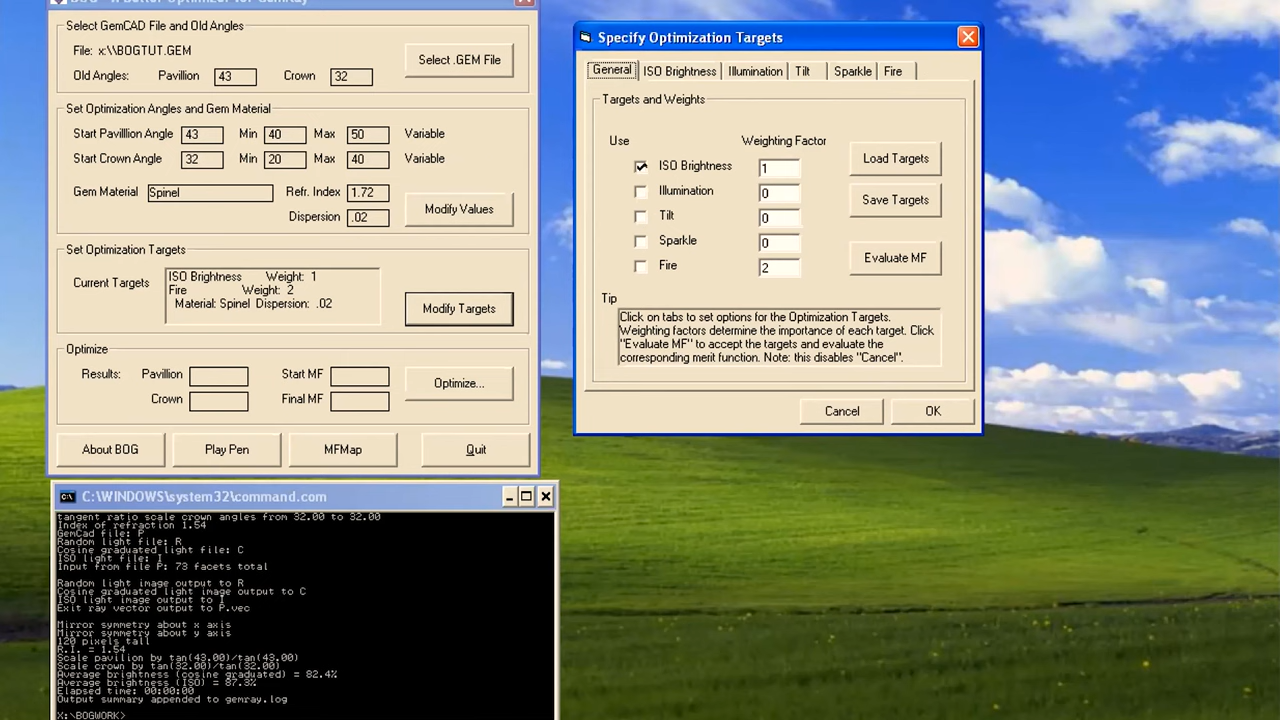 BOG - A Better Optimizer for GemRay
Select GemCAD File and Old Angles
File: x:\\BOGTUT.GEM
Select .GEM File
Old Angles: Pavillion 43 Crown 32
Set Optimization Angles and Gem Material
Start Pavilllion Angle 43 Min 40 Max 50 Variable
Start Crown Angle 32 Min 20 Max 40 Variable
Gem Material Spinel Refr. Index 1.72
Modify Values
Dispersion .02
Set Optimization Targets
Current Targets
ISO Brightness Weight: 1
Fire Weight: 2
Material: Spinel Dispersion: .02
Modify Targets
Optimize
Results: Pavillion Start MF
Optimize...
Crown Final MF
About BOG Play Pen MFMap Quit
Specify Optimization Targets
General ISO Brightness Illumination Tilt Sparkle Fire
Targets and Weights
Use Weighting Factor
ISO Brightness 1
Load Targets
Illumination 0
Save Targets
Tilt 0
Sparkle 0
Evaluate MF
Fire 2
Tip
Click on tabs to set options for the Optimization Targets.
Weighting factors determine the importance of each target. Click
"Evaluate MF" to accept the targets and evaluate the
corresponding merit function. Note: this disables "Cancel".
Cancel OK
C:\WINDOWS\system32\command.com
tangent ratio scale crown angles from 32.00 to 32.00
Index of refraction 1.54
GemCad file: P
Random light file: R
Cosine graduated light file: C
ISO light file: I
Input from file P: 73 facets total
Random light image output to R
Cosine graduated light image output to C
ISO light image output to I
Exit ray vector output to P.vec
Mirror symmetry about x axis
Mirror symmetry about y axis
120 pixels tall
R.I. = 1.54
Scale pavilion by tan(43.00)/tan(43.00)
Scale crown by tan(32.00)/tan(32.00)
Average brightness (cosine graduated) = 82.4%
Average brightness (ISO) = 87.3%
Elapsed time: 00:00:00
Output summary appended to gemray.log
X:\BOGWORK>